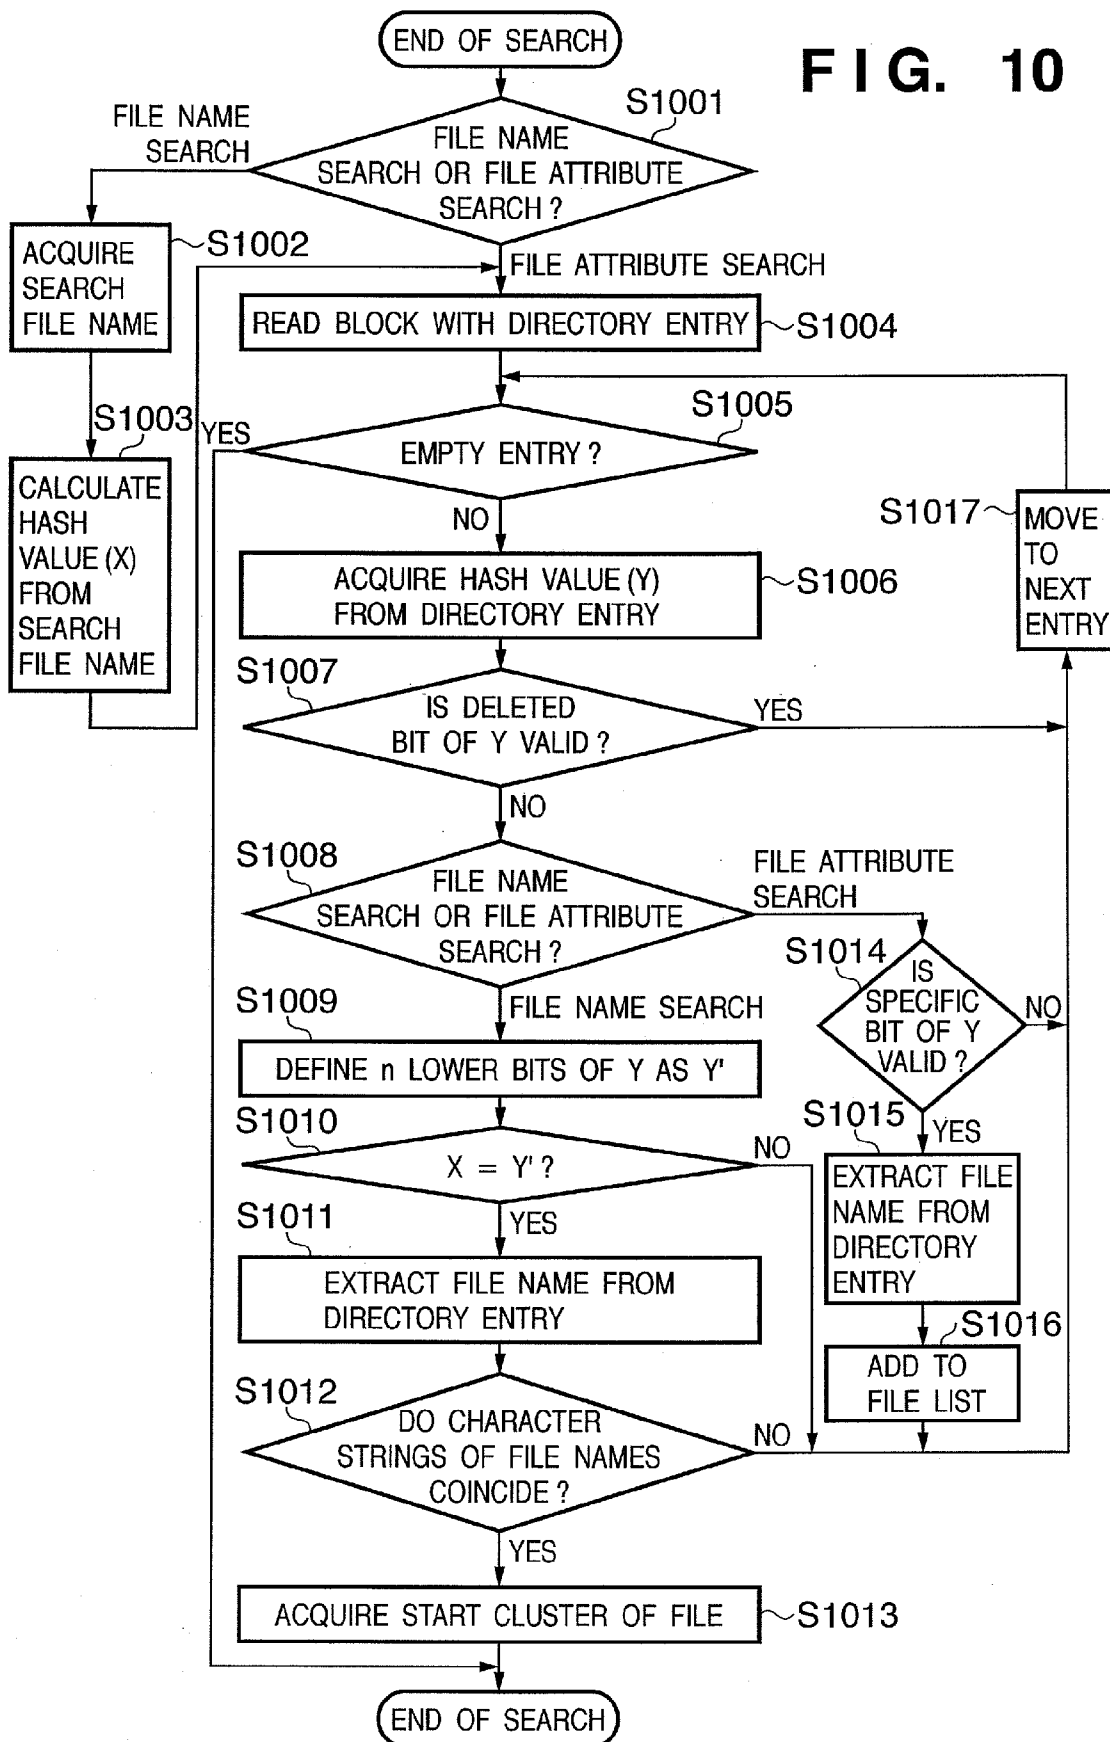 END OF SEARCH
FIG. 10
S1001
FILE NAME
SEARCH
FILE NAME
SEARCH OR FILE ATTRIBUTE
SEARCH?
S1002
ACQUIRE
SEARCH
FILE NAME
FILE ATTRIBUTE SEARCH
READ BLOCK WITH DIRECTORY ENTRY
S1004
S1003
CALCULATE
HASH
VALUE(X)
FROM
SEARCH
FILE NAME
YES
S1005
EMPTY ENTRY?
NO
S1017
MOVE
TO
NEXT
ENTRY
ACQUIRE HASH VALUE(Y)
FROM DIRECTORY ENTRY
S1006
S1007
IS DELETED
BIT OF Y VALID?
YES
NO
S1008
FILE NAME
SEARCH OR FILE ATTRIBUTE
SEARCH?
FILE ATTRIBUTE
SEARCH
S1014
IS
SPECIFIC
BIT OF Y
VALID?
NO
YES
S1009
FILE NAME SEARCH
DEFINE n LOWER BITS OF Y AS Y'
S1010
X = Y'?
NO
YES
S1015
EXTRACT FILE
NAME FROM
DIRECTORY
ENTRY
S1011
EXTRACT FILE NAME FROM
DIRECTORY ENTRY
S1016
ADD TO
FILE LIST
S1012
DO CHARACTER
STRINGS OF FILE NAMES
COINCIDE?
NO
YES
ACQUIRE START CLUSTER OF FILE
S1013
END OF SEARCH